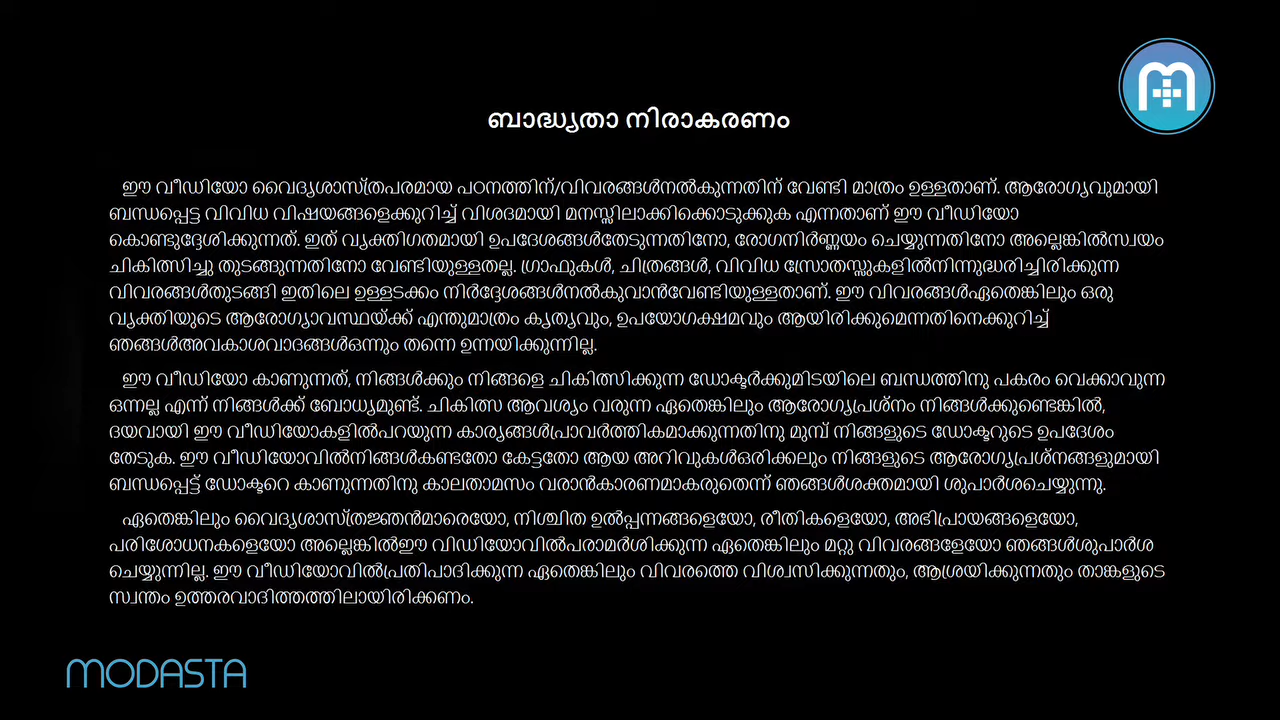 ബാദ്ധ്യതാ നിരാകരണം
ഈ വീഡിയോ വൈദ്യശാസ്ത്രപരമായ പഠനത്തിന്/വിവരങ്ങൾനൽകുന്നതിന് വേണ്ടി മാത്രം ഉള്ളതാണ്. ആരോഗ്യവുമായി
ബന്ധപ്പെട്ട വിവിധ വിഷയങ്ങളെക്കുറിച്ച് വിശദമായി മനസ്സിലാക്കിക്കൊടുക്കുക എന്നതാണ് ഈ വീഡിയോ
കൊണ്ടുദ്ദേശിക്കുന്നത്. ഇത് വ്യക്തിഗതമായി ഉപദേശങ്ങൾതേടുന്നതിനോ, രോഗനിർണ്ണയം ചെയ്യുന്നതിനോ അല്ലെങ്കിൽസ്വയം
ചികിത്സിച്ചു തുടങ്ങുന്നതിനോ വേണ്ടിയുള്ളതല്ല. ഗ്രാഫുകൾ, ചിത്രങ്ങൾ, വിവിധ സ്രോതസ്സുകളിൽനിന്നുദ്ധരിച്ചിരിക്കുന്ന
വിവരങ്ങൾതുടങ്ങി ഇതിലെ ഉള്ളടക്കം നിർദ്ദേശങ്ങൾനൽകുവാൻവേണ്ടിയുള്ളതാണ്. ഈ വിവരങ്ങൾഏതെങ്കിലും ഒരു
വ്യക്തിയുടെ ആരോഗ്യാവസ്ഥയ്ക്ക് എന്തുമാത്രം കൃത്യവും, ഉപയോഗക്ഷമവും ആയിരിക്കുമെന്നതിനെക്കുറിച്ച്
ഞങ്ങൾഅവകാശവാദങ്ങൾഒന്നും തന്നെ ഉന്നയിക്കുന്നില്ല.
ഈ വീഡിയോ കാണുന്നത്, നിങ്ങൾക്കും നിങ്ങളെ ചികിത്സിക്കുന്ന ഡോക്ടർക്കുമിടയിലെ ബന്ധത്തിനു പകരം വെക്കാവുന്ന
ഒന്നല്ല എന്ന് നിങ്ങൾക്ക് ബോധ്യമുണ്ട്. ചികിത്സ ആവശ്യം വരുന്ന ഏതെങ്കിലും ആരോഗ്യപ്രശ്നം നിങ്ങൾക്കുണ്ടെങ്കിൽ,
ദയവായി ഈ വീഡിയോകളിൽപറയുന്ന കാര്യങ്ങൾപ്രാവർത്തികമാക്കുന്നതിനു മുമ്പ് നിങ്ങളുടെ ഡോക്ടറുടെ ഉപദേശം
തേടുക. ഈ വീഡിയോവിൽനിങ്ങൾകണ്ടതോ കേട്ടതോ ആയ അറിവുകൾഒരിക്കലും നിങ്ങളുടെ ആരോഗ്യപ്രശ്നങ്ങളുമായി
ബന്ധപ്പെട്ട് ഡോക്ടറെ കാണുന്നതിനു കാലതാമസം വരാൻകാരണമാകരുതെന്ന് ഞങ്ങൾശക്തമായി ശുപാർശചെയ്യുന്നു.
ഏതെങ്കിലും വൈദ്യശാസ്ത്രജ്ഞൻമാരെയോ, നിശ്ചിത ഉൽപ്പന്നങ്ങളെയോ, രീതികളെയോ, അഭിപ്രായങ്ങളെയോ,
പരിശോധനകളെയോ അല്ലെങ്കിൽഈ വിഡിയോവിൽപരാമർശിക്കുന്ന ഏതെങ്കിലും മറ്റു വിവരങ്ങളേയോ ഞങ്ങൾശുപാർശ
ചെയ്യുന്നില്ല. ഈ വീഡിയോവിൽപ്രതിപാദിക്കുന്ന ഏതെങ്കിലും വിവരത്തെ വിശ്വസിക്കുന്നതും, ആശ്രയിക്കുന്നതും താങ്കളുടെ
സ്വന്തം ഉത്തരവാദിത്തത്തിലായിരിക്കണം.
MODASTA